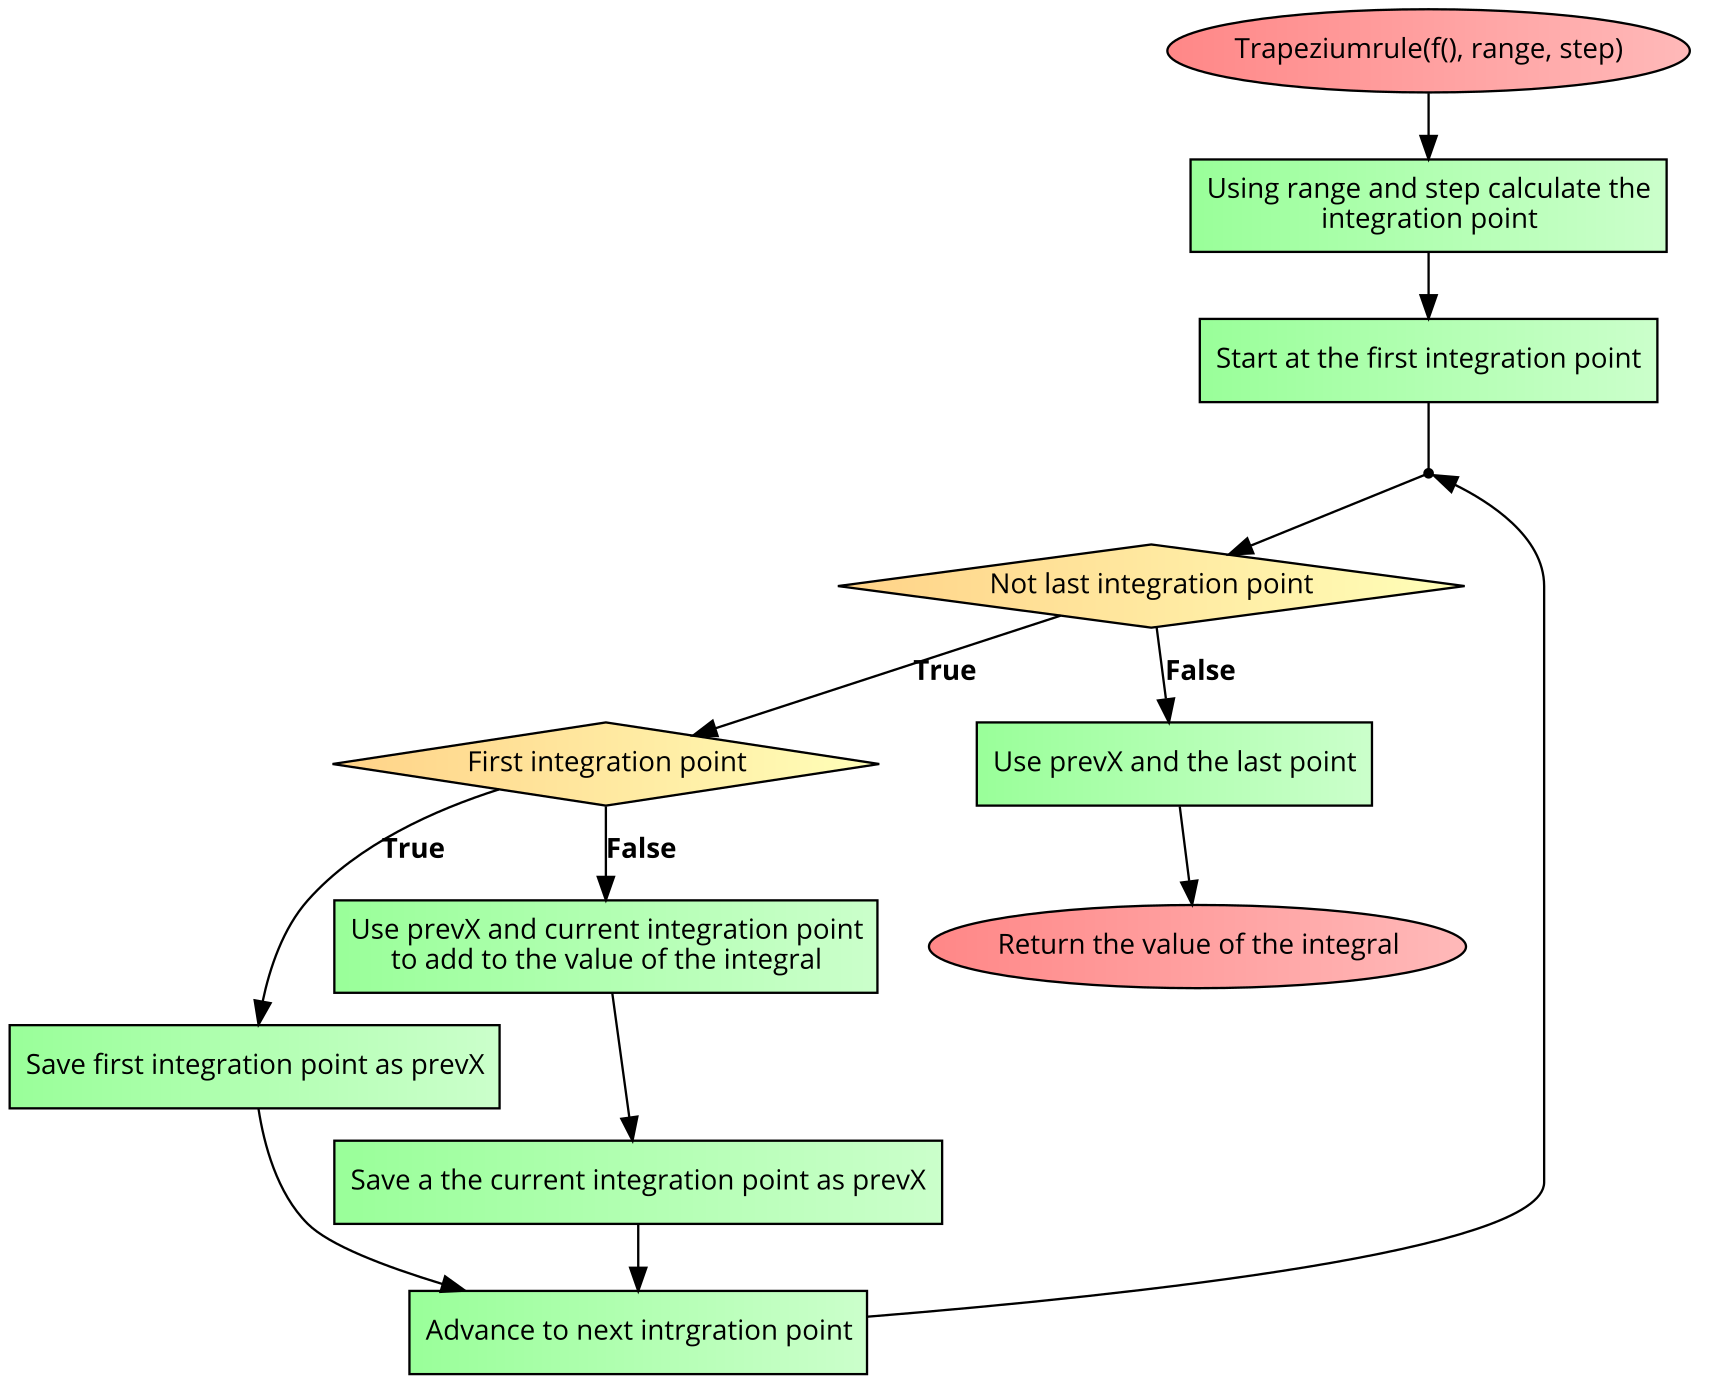 Trapeziumrule(f(), range, step)
Using range and step calculate the
integration point
Start at the first integration point
Not last integration point
True
False
First integration point
Use prevX and the last point
True
False
Use prevX and current integration point
to add to the value of the integral
Return the value of the integral
Save first integration point as prevX
Save a the current integration point as prevX
Advance to next intrgration point